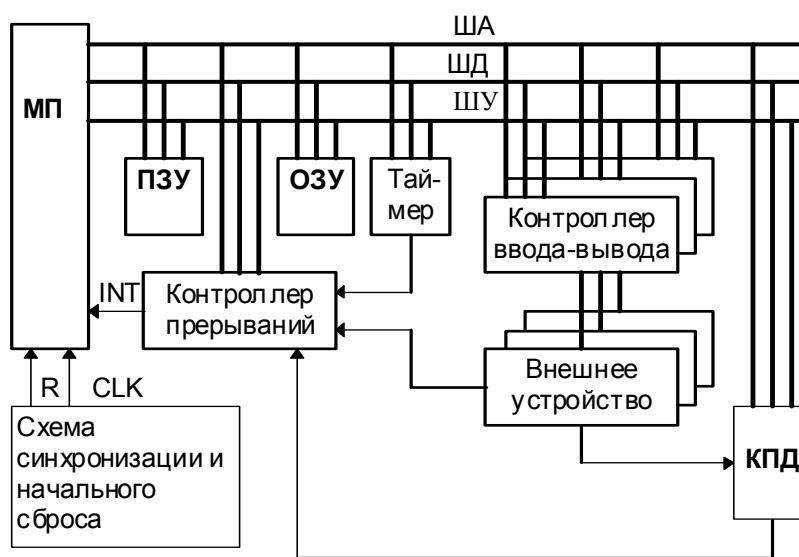 ША
ШД
МП
ШУ
ПЗУ
ОЗУ
Тай-
мер
Контроллер
ввода-вывода
INT
Контроллер
прерываний
Внешнее
устройство
R
CLK
Схема
синхронизации и
начального
сброса
КПД